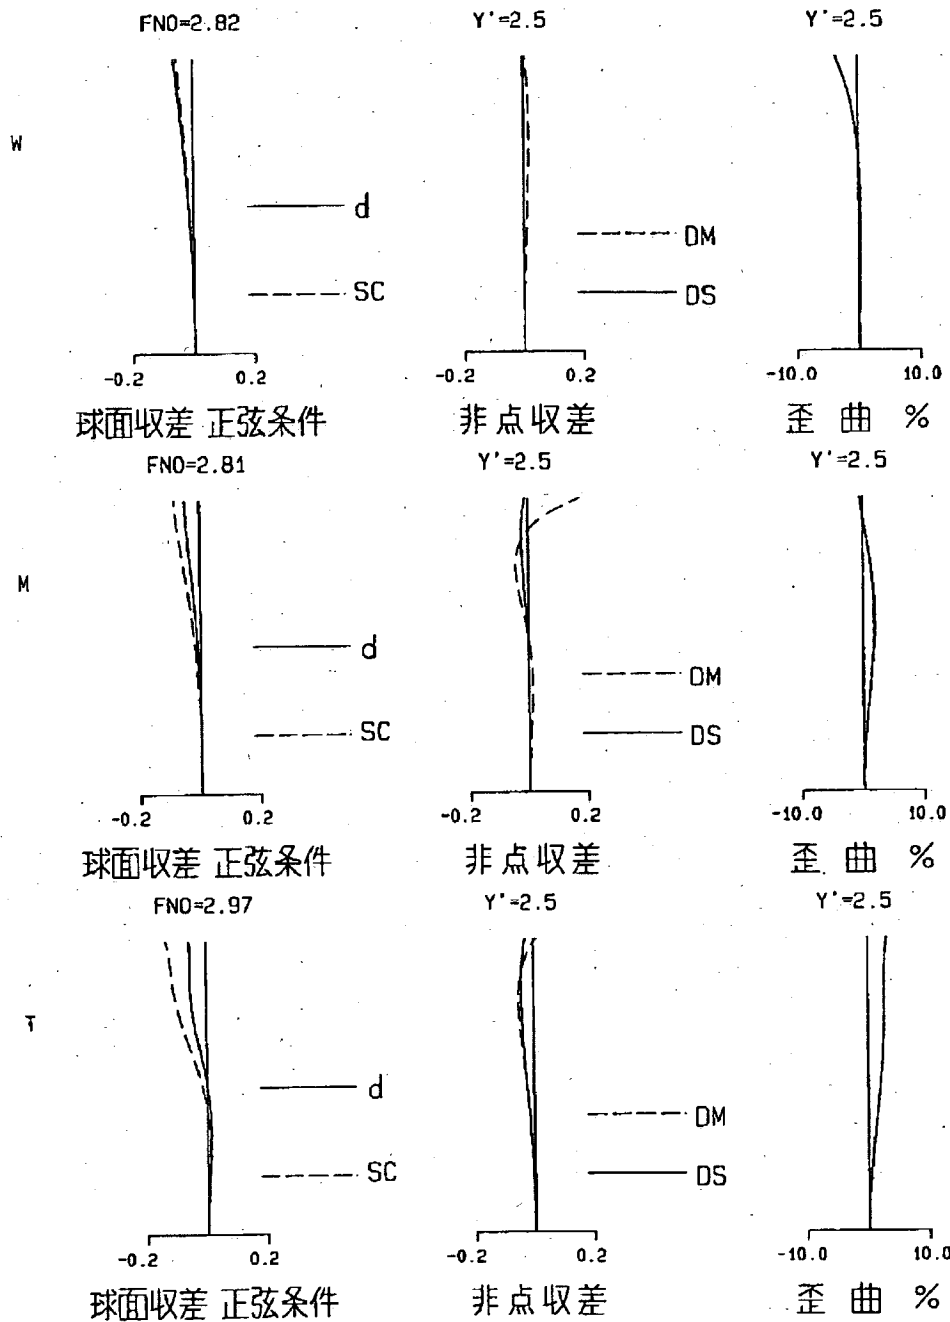 FNO=2.82 Y'=2.5 Y'=2.5
W
d
DM
SC
DS
-0.2 0.2 -0.2 0.2 -10.0 10.0
球面収差 正弦条件 非点収差 歪曲 %
FNO=2.81 Y'=2.5 Y'=2.5
M
d
DM
SC
DS
-0.2 0.2 -0.2 0.2 -10.0 10.0
球面収差 正弦条件 非点収差 歪曲 %
FNO=2.97 Y'=2.5 Y'=2.5
T
d
DM
SC
DS
-0.2 0.2 -0.2 0.2 -10.0 10.0
球面収差 正弦条件 非点収差 歪曲 %